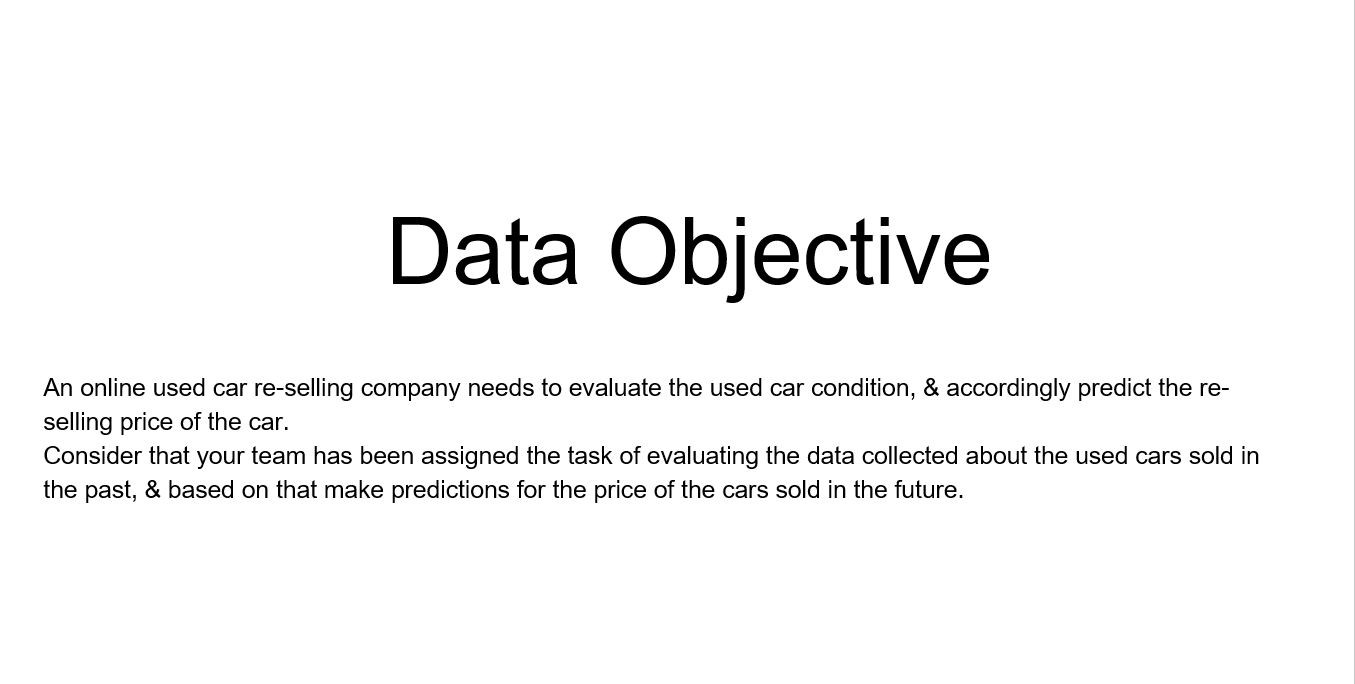 Data Objective
An online used car re-selling company needs to evaluate the used car condition, & accordingly predict the re-
selling price of the car.
Consider that your team has been assigned the task of evaluating the data collected about the used cars sold in
the past, & based on that make predictions for the price of the cars sold in the future.